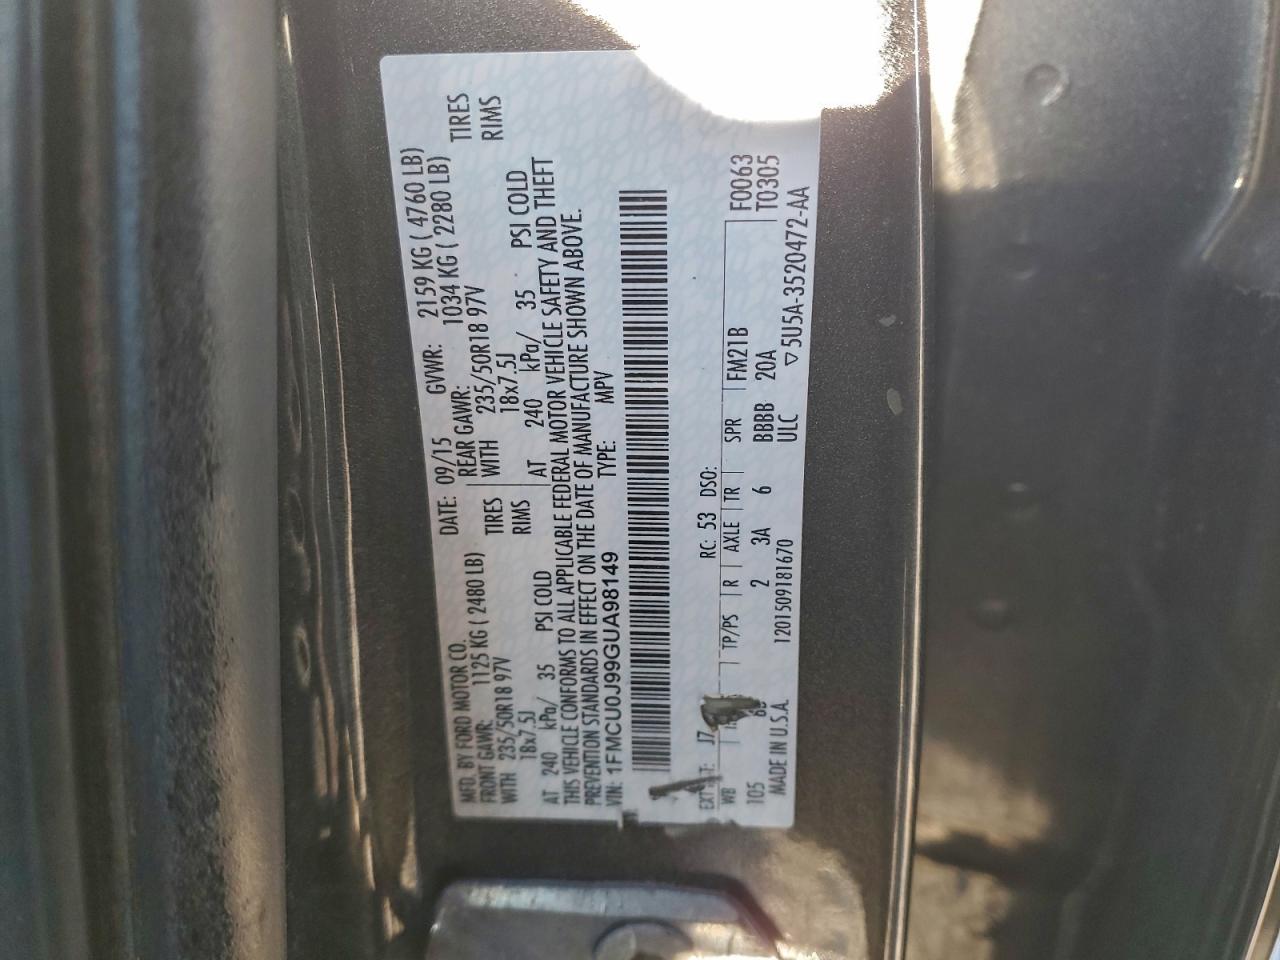 MFD. BY FORD MOTOR CO.
DATE: 09/15 GVWR: 2159 KG ( 4760 LB)
FRONT GAWR: 1125 KG ( 2480 LB) REAR GAWR: 1034 KG ( 2280 LB)
WITH 235/50R18 97V TIRES WITH 235/50R18 97V TIRES
18x7.5J RIMS 18x7.5J RIMS
AT 240 kPa/ 35 PSI COLD AT 240 kPa/ 35 PSI COLD
THIS VEHICLE CONFORMS TO ALL APPLICABLE FEDERAL MOTOR VEHICLE SAFETY AND THEFT
PREVENTION STANDARDS IN EFFECT ON THE DATE OF MANUFACTURE SHOWN ABOVE.
VIN: 1FMCU0J99GUA98149 TYPE: MPV
EXT J7 RC: 53 DSO:
WB TP/PS R AXLE TR SPR FM21B F0063
105 2 3A 6 BBBB 20A T0305
MADE IN U.S.A. 1201509181670 ULC ▽5U5A-3520472-AA